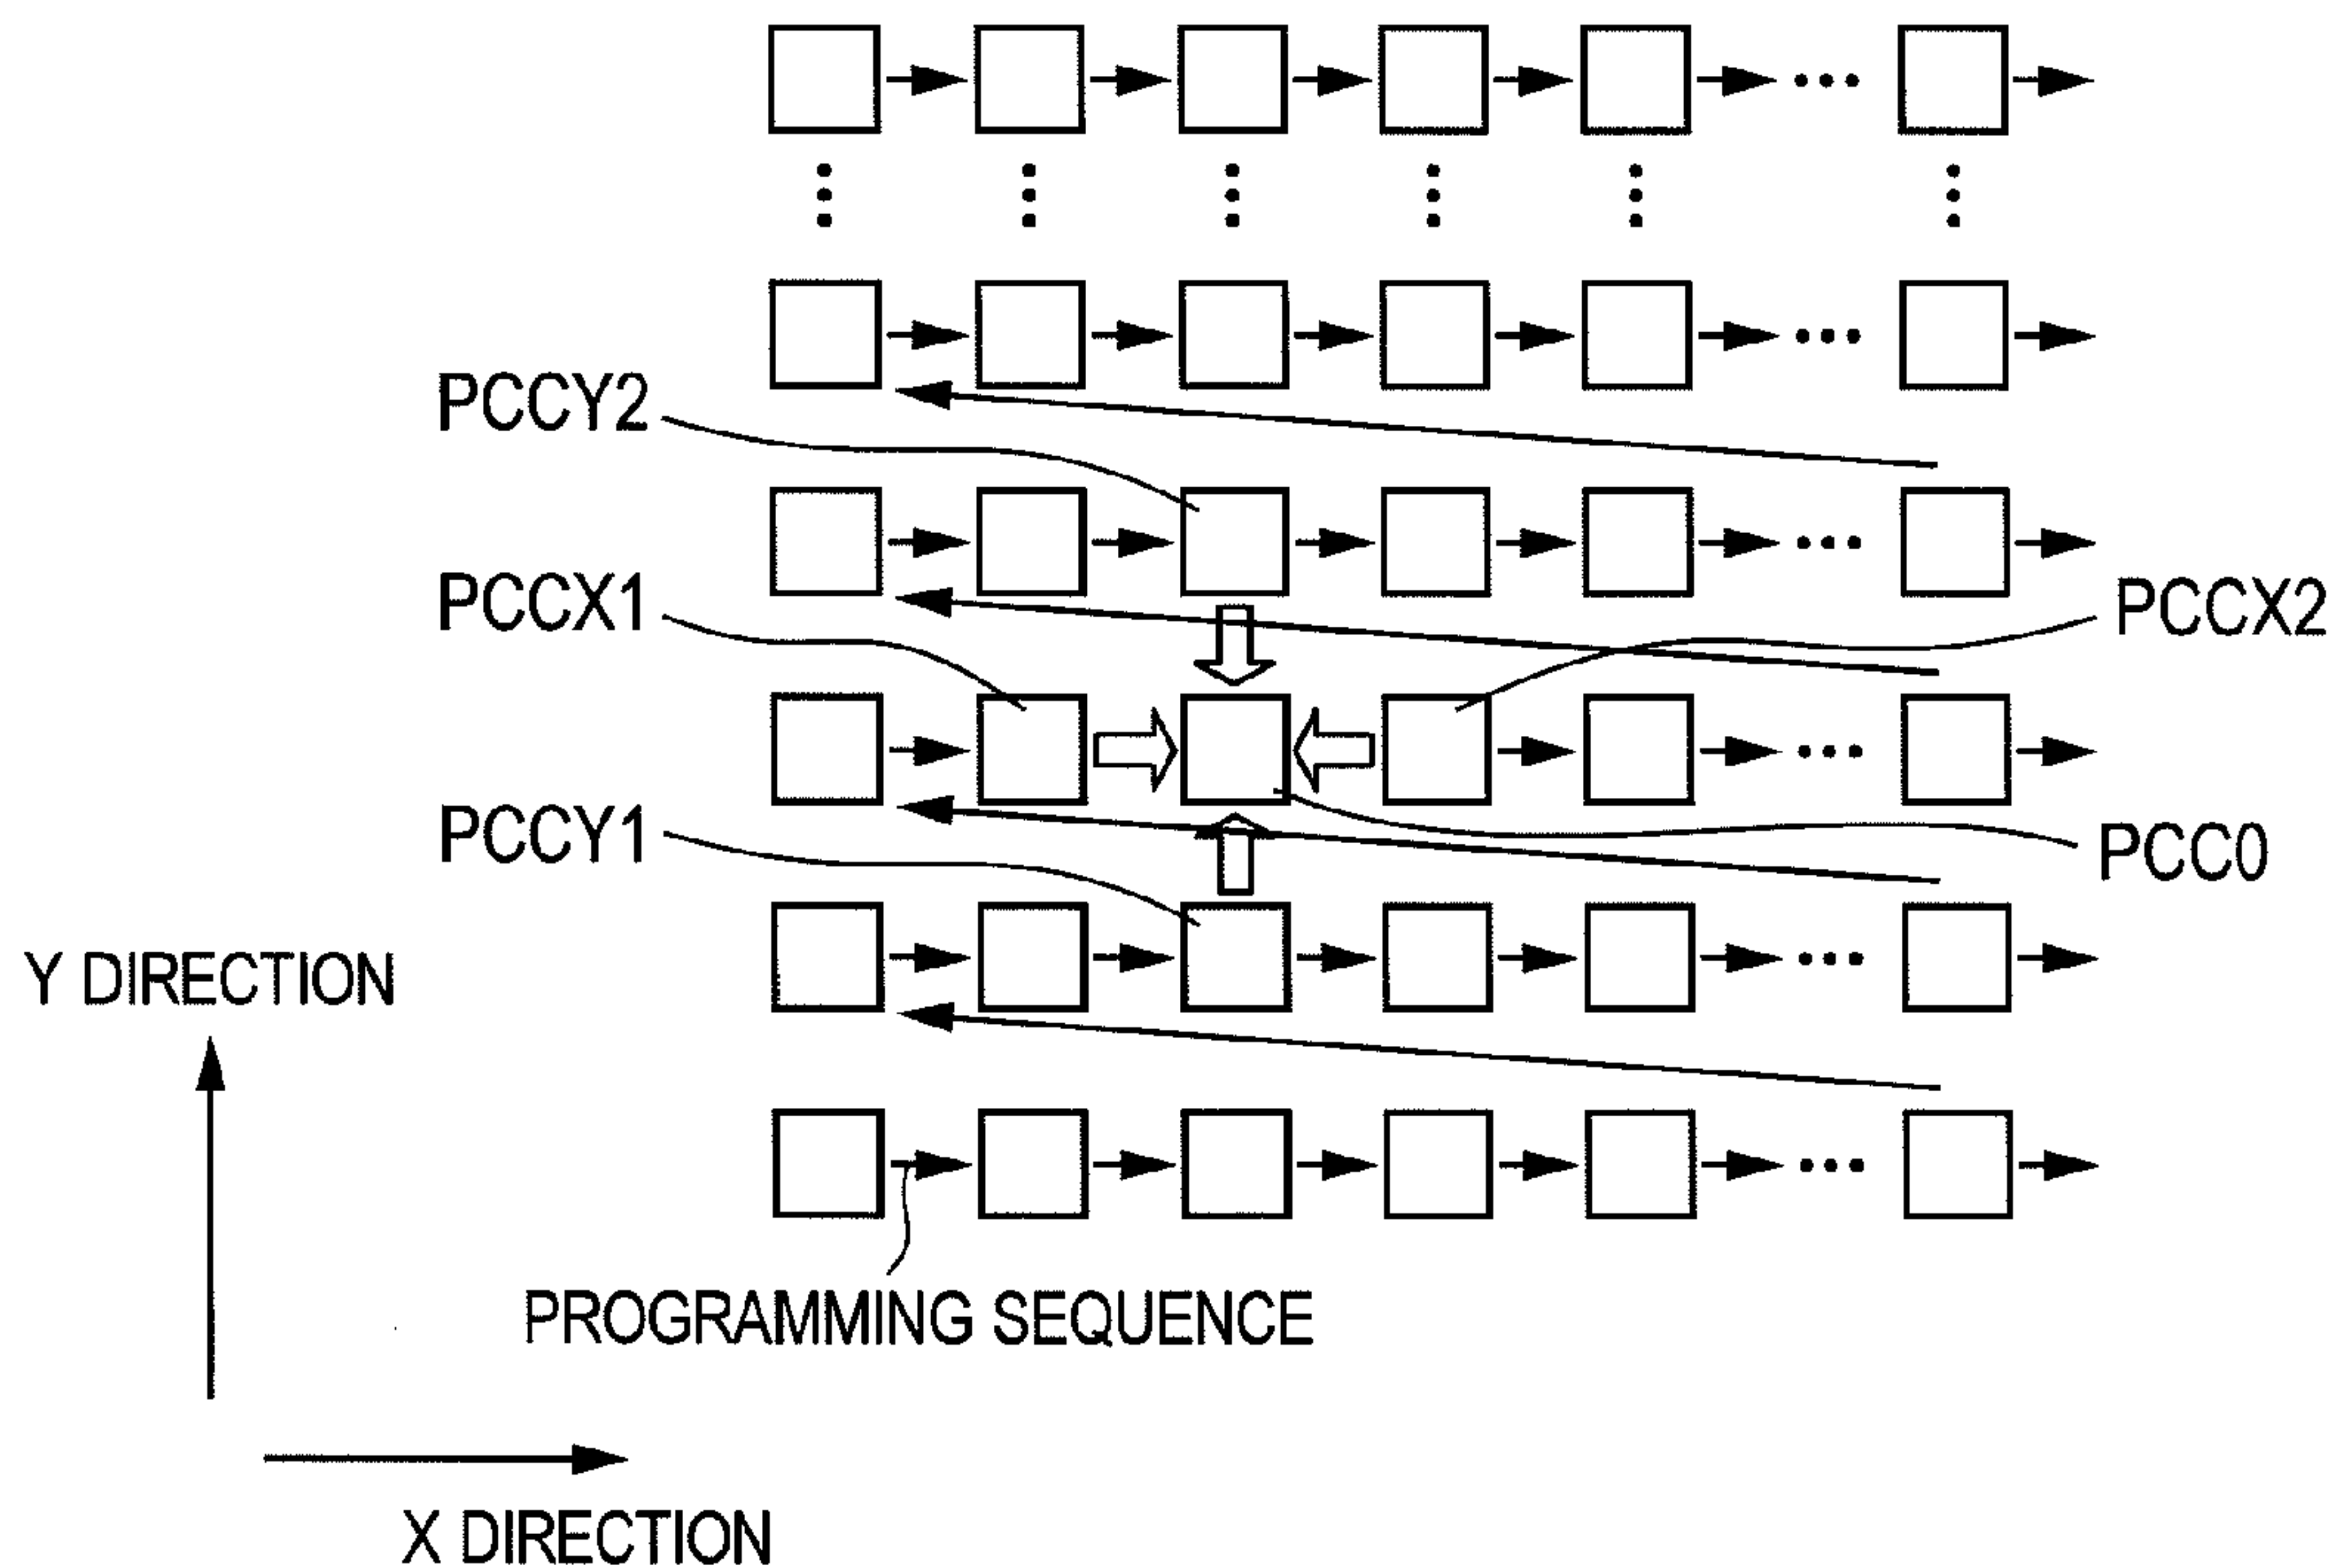 PCCY2
PCCX1
PCCX2
PCCY1
PCC0
Y DIRECTION
PROGRAMMING SEQUENCE
X DIRECTION